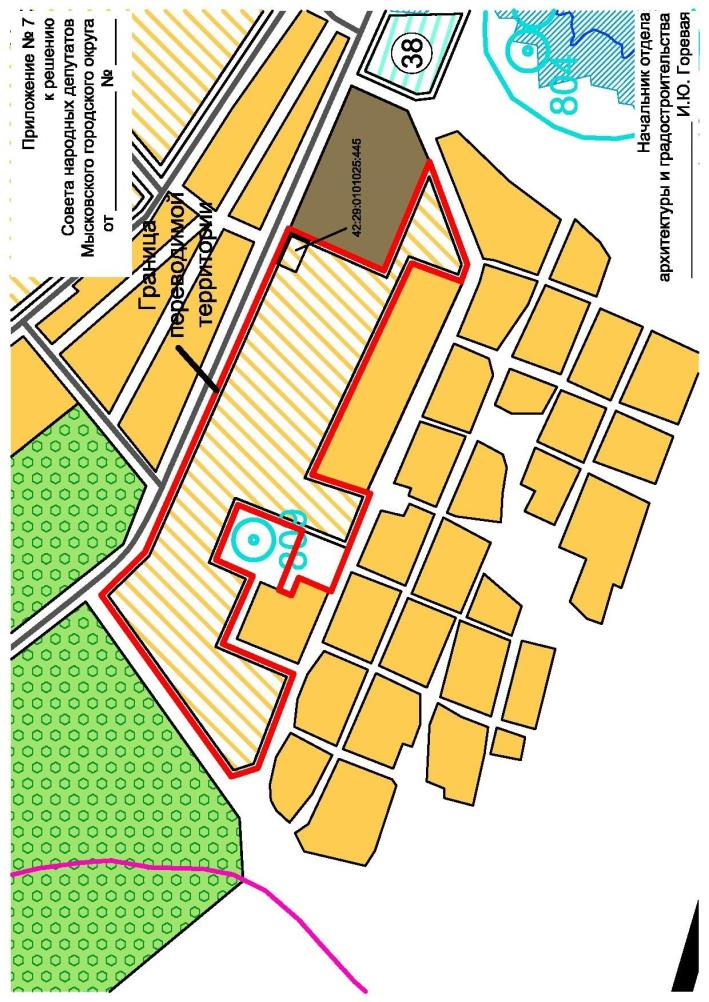 Приложение № 7
к решению
Совета народных депутатов
Мысковского городского округа
от ________ № ________
Граница
переводимой
территории
42:29:0101025:445
38
804
809
Начальник отдела
архитектуры и градостроительства
________ И.Ю. Горевая